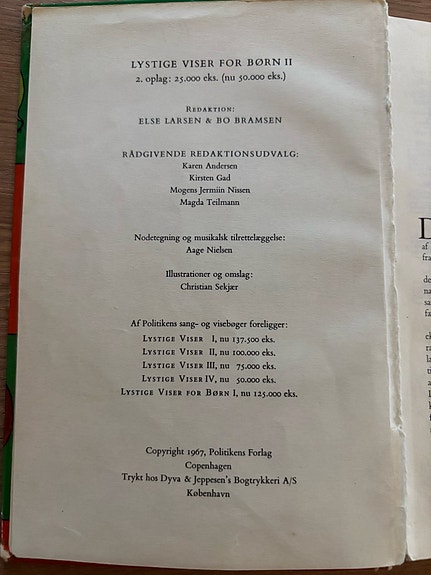 LYSTIGE VISER FOR BØRN II
2. oplag: 25.000 eks. (nu 50.000 eks.)
REDAKTION:
ELSE LARSEN & BO BRAMSEN
RÅDGIVENDE REDAKTIONSUDVALG:
Karen Andersen
Kirsten Gad
Mogens Jermiin Nissen
Magda Teilmann
Nodetegning og musikalsk tilrettelæggelse:
Aage Nielsen
Illustrationer og omslag:
Christian Sekjær
Af Politikens sang- og visebøger foreligger:
LYSTIGE VISER I, nu 137.500 eks.
LYSTIGE VISER II, nu 100.000 eks.
LYSTIGE VISER III, nu 75.000 eks.
LYSTIGE VISER IV, nu 50.000 eks.
LYSTIGE VISER FOR BØRN I, nu 125.000 eks.
Copyright 1967, Politikens Forlag
Copenhagen
Trykt hos Dyva & Jeppesen's Bogtrykkeri A/S
København